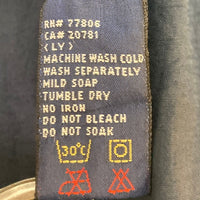 RN# 77806
CA# 20781
(LV)
MACHINE WASH COLD
WASH SEPARATELY
MILD SOAP
TUMBLE DRY
NO IRON
DO NOT BLEACH
DO NOT SOAK
30°C